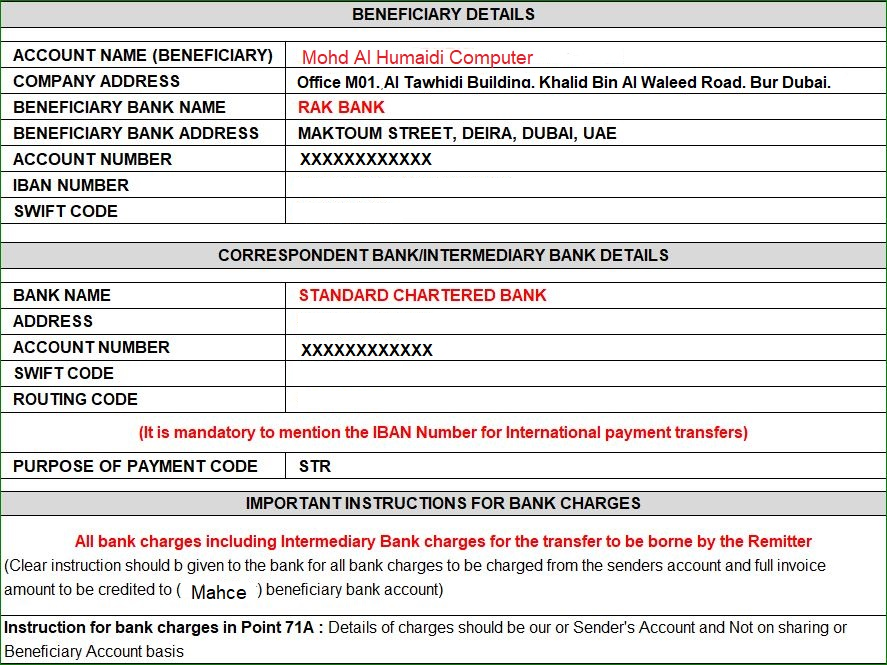 BENEFICIARY DETAILS
ACCOUNT NAME (BENEFICIARY) Mohd Al Humaidi Computer
COMPANY ADDRESS Office M01, Al Tawhidi Building, Khalid Bin Al Waleed Road, Bur Dubai.
BENEFICIARY BANK NAME RAK BANK
BENEFICIARY BANK ADDRESS MAKTOUM STREET, DEIRA, DUBAI, UAE
ACCOUNT NUMBER XXXXXXXXXXXX
IBAN NUMBER
SWIFT CODE
CORRESPONDENT BANK/INTERMEDIARY BANK DETAILS
BANK NAME STANDARD CHARTERED BANK
ADDRESS
ACCOUNT NUMBER XXXXXXXXXXXX
SWIFT CODE
ROUTING CODE
(It is mandatory to mention the IBAN Number for International payment transfers)
PURPOSE OF PAYMENT CODE STR
IMPORTANT INSTRUCTIONS FOR BANK CHARGES
All bank charges including Intermediary Bank charges for the transfer to be borne by the Remitter
(Clear instruction should b given to the bank for all bank charges to be charged from the senders account and full invoice
amount to be credited to ( Mahce ) beneficiary bank account)
Instruction for bank charges in Point 71A : Details of charges should be our or Sender's Account and Not on sharing or
Beneficiary Account basis